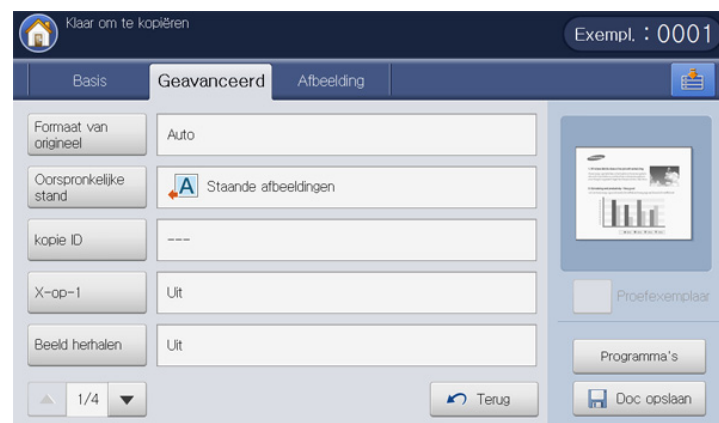 Klaar om te kopiëren
Exempl. : 0001
Basis
Geavanceerd
Afbeelding
Formaat van
origineel
Auto
Oorspronkelijke
stand
A Staande afbeeldingen
kopie ID
---
X-op-1
Uit
Proefexemplaar
Beeld herhalen
Uit
Programma's
1/4
Terug
Doc opslaan